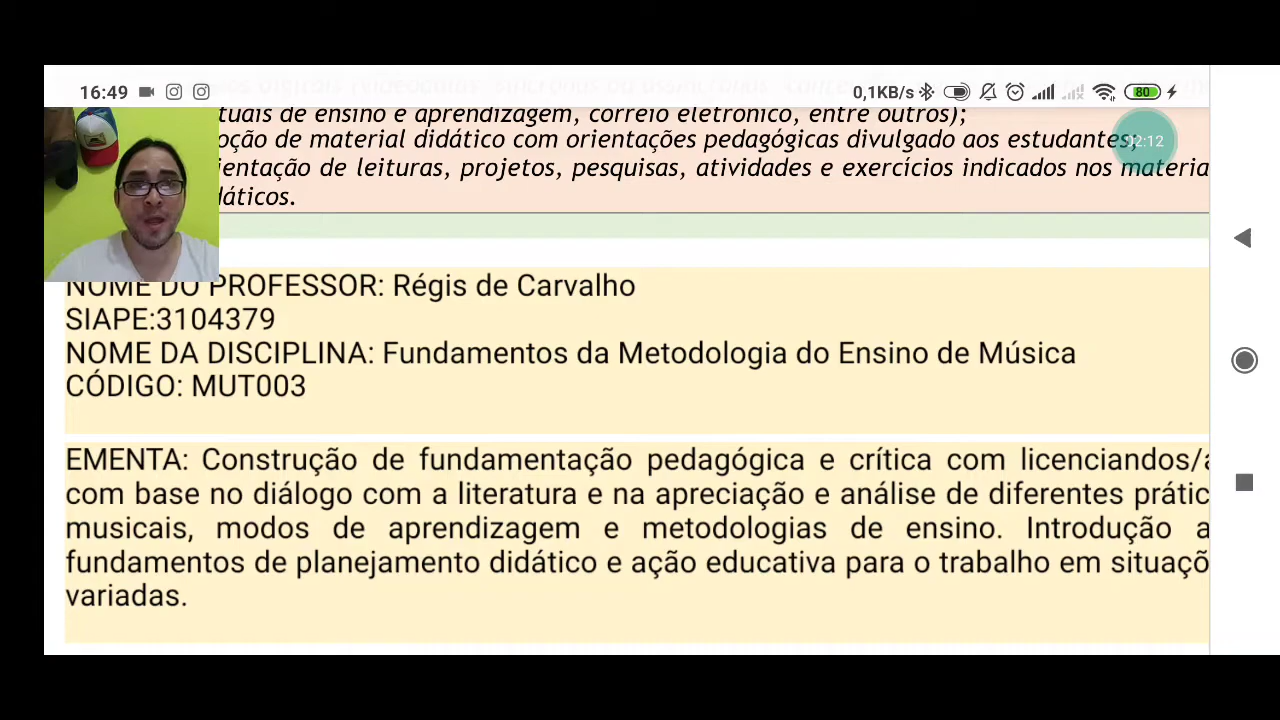 16:49 0,1KB/s 80
tuais de ensino e aprendizagem, correio eletrônico, entre outros);
02:12
oção de material didático com orientações pedagógicas divulgado aos estudantes;
ientação de leituras, projetos, pesquisas, atividades e exercícios indicados nos materia
dáticos.
NOME DO PROFESSOR: Régis de Carvalho
SIAPE:3104379
NOME DA DISCIPLINA: Fundamentos da Metodologia do Ensino de Música
CÓDIGO: MUT003
EMENTA: Construção de fundamentação pedagógica e crítica com licenciandos/a
com base no diálogo com a literatura e na apreciação e análise de diferentes prátic
musicais, modos de aprendizagem e metodologias de ensino. Introdução a
fundamentos de planejamento didático e ação educativa para o trabalho em situaçõ
variadas.